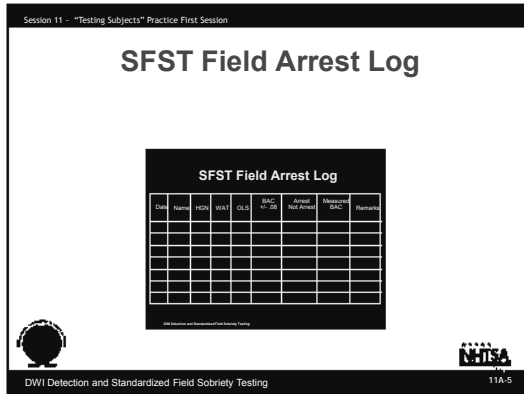 Session 11 - "Testing Subjects" Practice First Session
SFST Field Arrest Log
SFST Field Arrest Log
Date Name HGN WAT OLS BAC +/- .08 Arrest Not Arrest Measured BAC Remarks
DWI Detection and Standardized Field Sobriety Testing
NHTSA
DWI Detection and Standardized Field Sobriety Testing 11A-5